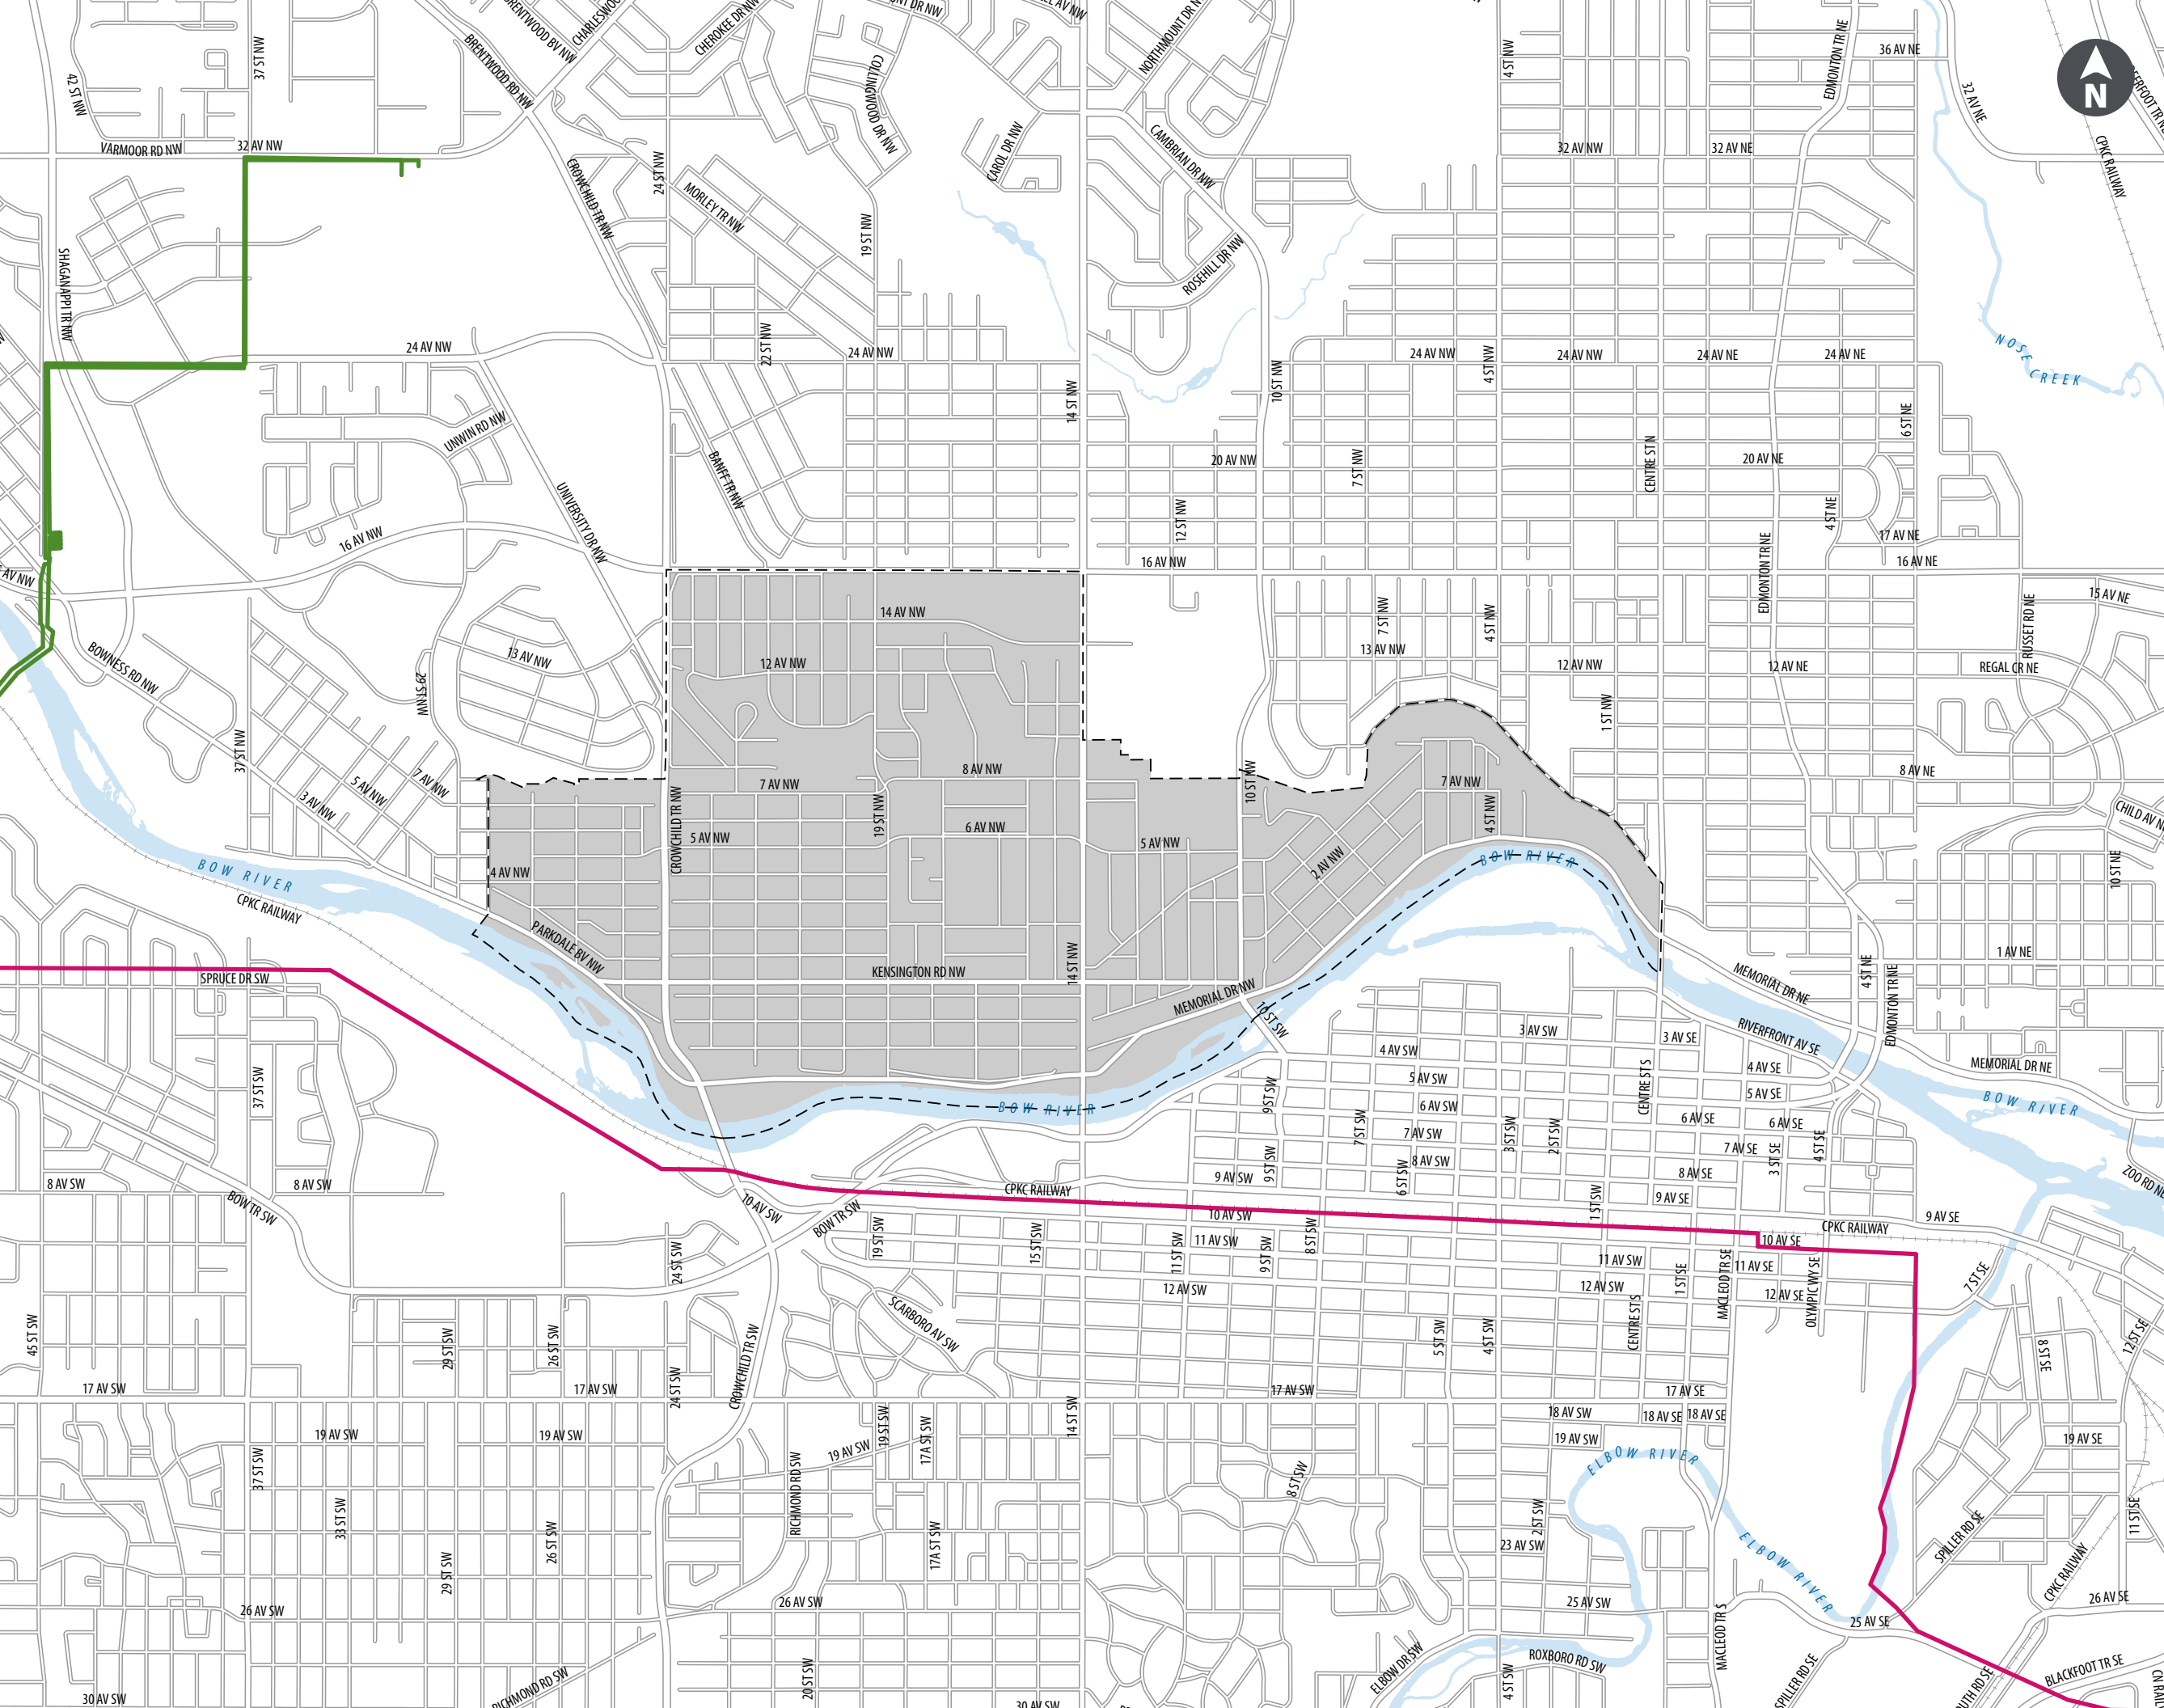 BRENTWOOD BV NW
CHEROKEE DR NW
NORTHMOUNT DR NW
37 ST NW
42 ST NW
BRENTWOOD RD NW
COLLINGWOOD DR NW
4 ST NW
EDMONTON TR NE
36 AV NE
32 AV NE
N
CPKC RAILWAY
VARMOOR RD NW
32 AV NW
CROWCHILD TR NW
24 ST NW
MORLEY TR NW
19 ST NW
CAROL DR NW
CAMBRIAN DR NW
32 AV NW
32 AV NE
ROSEHILL DR NW
SHAGANAPPI TR NW
24 AV NW
22 ST NW
24 AV NW
14 ST NW
10 ST NW
24 AV NW
4 ST NW
24 AV NW
24 AV NE
24 AV NE
NOSE CREEK
6 ST NE
UNWIN RD NW
BANFF TR NW
20 AV NW
7 ST NW
CENTRE ST N
20 AV NE
UNIVERSITY DR NW
16 AV NW
12 ST NW
4 ST NE
17 AV NE
16 AV NW
16 AV NE
AV NW
EDMONTON TR NE
15 AV NE
14 AV NW
7 ST NW
4 ST NW
RUSSET RD NE
BOWNESS RD NW
13 AV NW
29 ST NW
12 AV NW
13 AV NW
12 AV NW
12 AV NE
REGAL CR NE
1 ST NW
37 ST NW
7 AV NW
5 AV NW
3 AV NW
8 AV NW
7 AV NW
10 ST NW
7 AV NW
8 AV NE
CROWCHILD TR NW
19 ST NW
6 AV NW
5 AV NW
5 AV NW
4 ST NW
CHILD AV NE
BOW RIVER
4 AV NW
2 AV NW
BOW RIVER
10 ST NE
CPKC RAILWAY
PARKDALE BV NW
KENSINGTON RD NW
14 ST NW
MEMORIAL DR NW
10 ST SW
1 AV NE
4 ST NE
EDMONTON TR NE
MEMORIAL DR NE
SPRUCE DR SW
3 AV SW
3 AV SE
RIVERFRONT AV SE
4 AV SW
4 AV SE
MEMORIAL DR NE
37 ST SW
5 AV SW
CENTRE ST S
5 AV SE
9 ST SW
BOW RIVER
6 AV SW
6 AV SE
6 AV SE
BOW RIVER
7 ST SW
7 AV SW
3 ST SW
2 ST SW
7 AV SE
3 ST SE
4 ST SE
8 AV SW
8 AV SW
BOW TR SW
9 AV SW
9 ST SW
8 AV SW
6 ST SW
8 AV SE
ZOO RD NE
CPKC RAILWAY
10 AV SW
BOW TR SW
10 AV SW
1 ST SW
9 AV SE
CPKC RAILWAY
9 AV SE
19 ST SW
15 ST SW
11 ST SW
11 AV SW
9 ST SW
8 ST SW
10 AV SE
24 ST SW
11 AV SW
1 ST SE
MACLEOD TR SE
11 AV SE
OLYMPIC WY SE
7 ST SE
12 AV SW
12 AV SW
12 AV SE
45 ST SW
29 ST SW
26 ST SW
SCARBORO AV SW
5 ST SW
4 ST SW
CENTRE ST S
8 ST SE
12 ST SE
17 AV SW
17 AV SW
24 ST SW
CROWCHILD TR SW
14 ST SW
17 AV SW
17 AV SE
19 AV SW
19 AV SW
19 ST SW
17A ST SW
19 AV SW
18 AV SW
18 AV SE
18 AV SE
19 AV SW
19 AV SE
37 ST SW
33 ST SW
26 ST SW
29 ST SW
RICHMOND RD SW
17A ST SW
8 ST SW
2 ST SW
23 AV SW
ELBOW RIVER
ELBOW RIVER
SPILLER RD SE
11 ST SE
CPKC RAILWAY
26 AV SW
26 AV SW
25 AV SW
25 AV SE
26 AV SE
MACLEOD TR S
20 ST SW
ELBOW DR SW
ROXBORO RD SW
4 ST SW
SPILLER RD SE
BLACKFOOT TR SE
30 AV SW
RICHMOND RD SW
30 AV SW